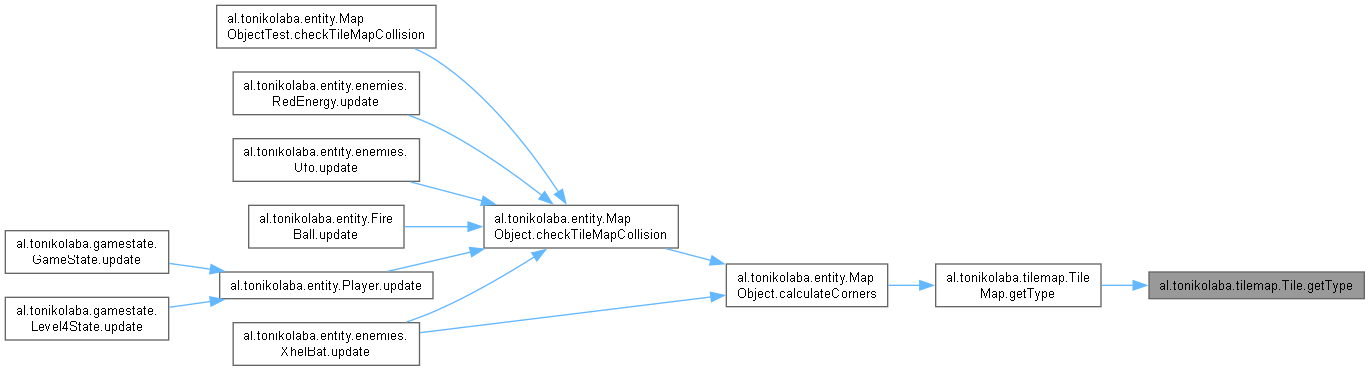 al.tonikolaba.entity.Map
ObjectTest.checkTileMapCollision
al.tonikolaba.entity.enemies.
RedEnergy.update
al.tonikolaba.entity.enemies.
Ufo.update
al.tonikolaba.entity.Fire
Ball.update
al.tonikolaba.gamestate.
GameState.update
al.tonikolaba.entity.Player.update
al.tonikolaba.gamestate.
Level4State.update
al.tonikolaba.entity.enemies.
XhelBat.update
al.tonikolaba.entity.Map
Object.checkTileMapCollision
al.tonikolaba.entity.Map
Object.calculateCorners
al.tonikolaba.tilemap.Tile
Map.getType
al.tonikolaba.tilemap.Tile.getType